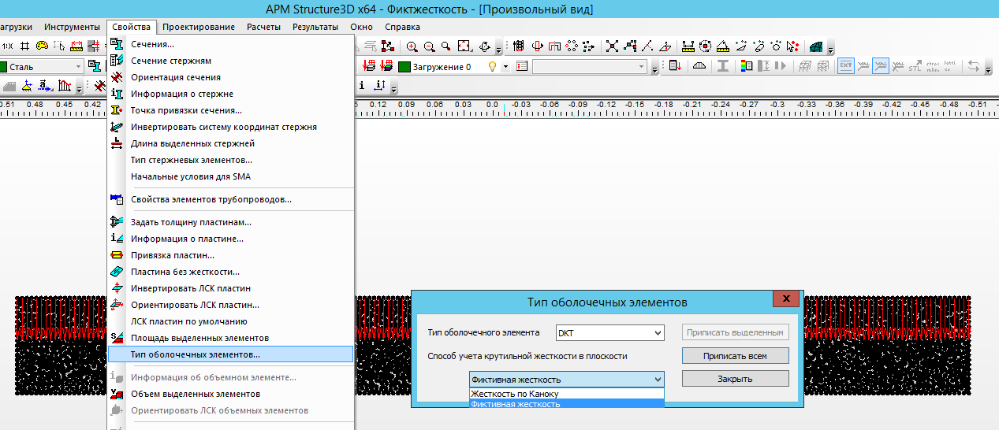 APM Structure3D x64 - Фиктжесткость - [Произвольный вид]
агрузки Инструменты Свойства Проектирование Расчеты Результаты Окно Справка
Сталь
Загружение 0
EXT
STL
0.51 0.48 0.45 0.42 0.12 0.09 0.06 0.03 0.0 -0.03 -0.06 -0.09 -0.12 -0.15 -0.18 -0.21 -0.24 -0.27 -0.3 -0.33 -0.36 -0.39 -0.42 -0.45 -0.48 -0.51
Сечения...
Сечение стержням
Ориентация сечения
Информация о стержне
Точка привязки сечения...
Инвертировать систему координат стержня
Длина выделенных стержней
Тип стержневых элементов...
Начальные условия для SMA
Свойства элементов трубопроводов...
Задать толщину пластинам...
Информация о пластине...
Привязка пластин...
Пластина без жесткости...
Инвертировать ЛСК пластин
Ориентировать ЛСК пластин...
ЛСК пластин по умолчанию
Площадь выделенных элементов
Тип оболочечных элементов...
Информация об объемном элементе...
Объем выделенных элементов
Ориентировать ЛСК объемных элементов
Тип оболочечных элементов
Тип оболочечного элемента DKT Приписать выделенным
Способ учета крутильной жесткости в плоскости Приписать всем
Фиктивная жесткость Закрыть
Жесткость по Каноку
Фиктивная жесткость